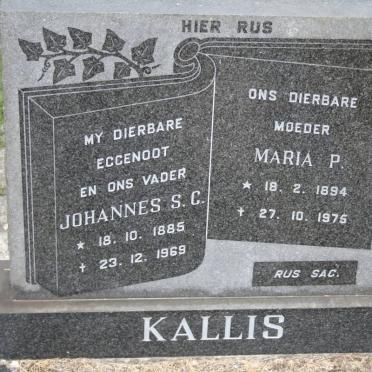 HIER RUS
MY DIERBARE
EGGENOOT
EN ONS VADER
JOHANNES S. C.
* 18. 10. 1885
† 23. 12. 1969
ONS DIERBARE
MOEDER
MARIA P.
* 18. 2. 1894
† 27. 10. 1975
RUS SAG.
KALLIS